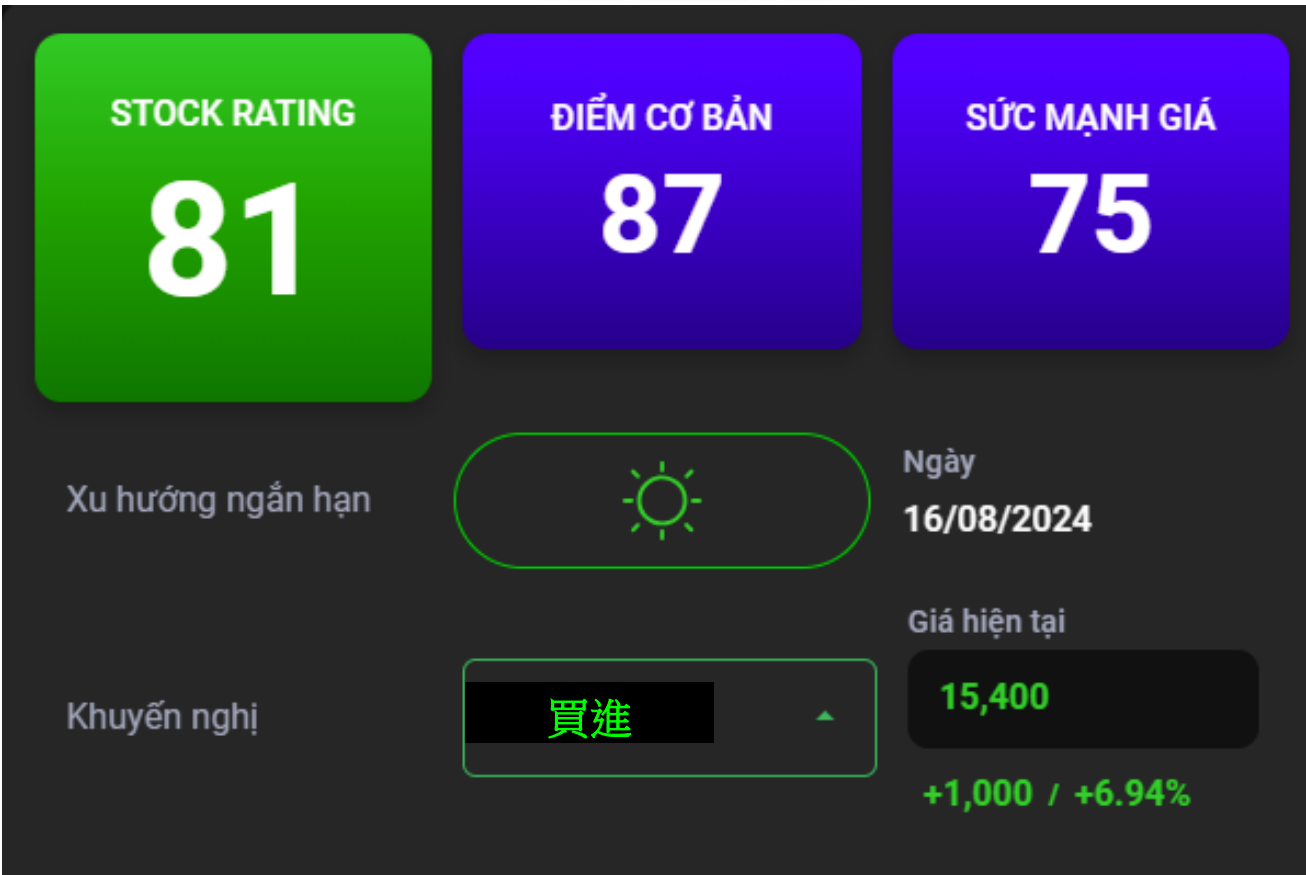 STOCK RATING
81
ĐIỂM CƠ BẢN
87
SỨC MẠNH GIÁ
75
Xu hướng ngắn hạn
Ngày
16/08/2024
Khuyến nghị
買進
Giá hiện tại
15,400
+1,000 / +6.94%